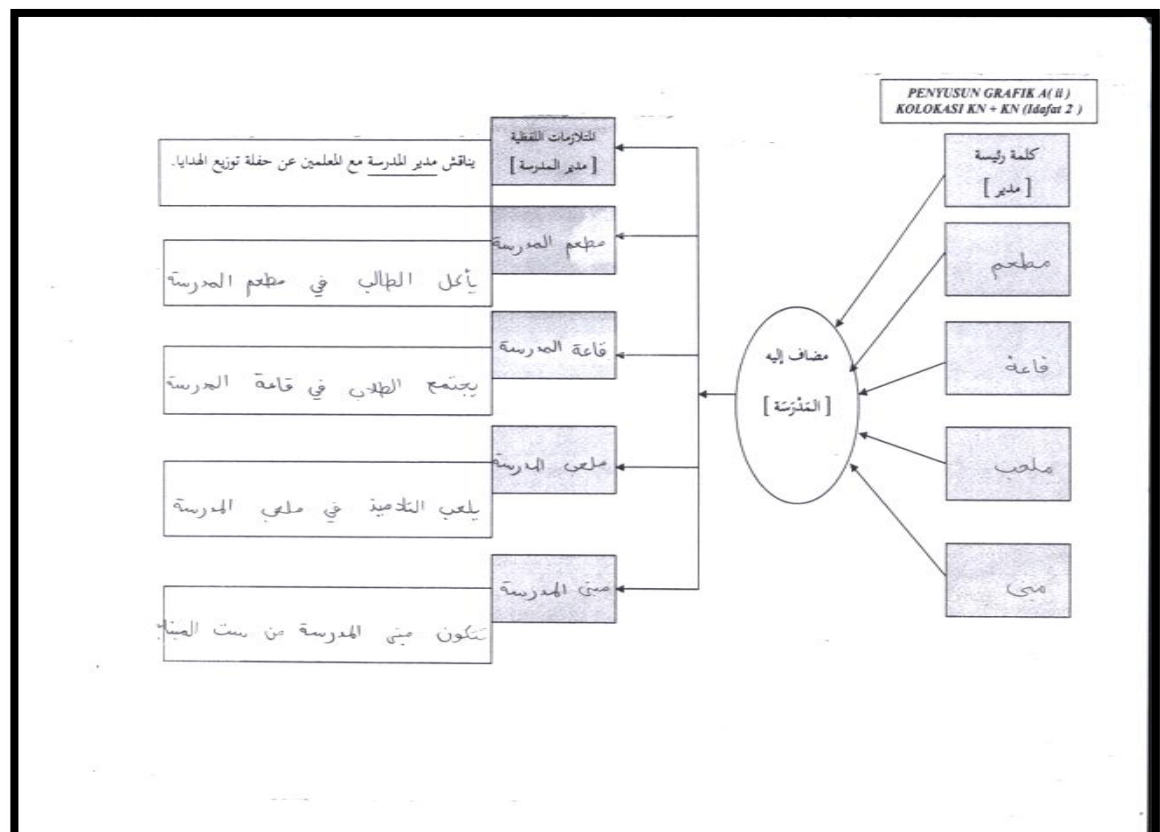 PENYUSUN GRAFIK A( ii )
KOLOKASI KN + KN (Idafat 2 )
كلمة رئيسة
[ مدير ]
مطعم
قاعة
ملعب
مبنى
مضاف إليه
[ المَدْرَسَة ]
المتلازمات اللفظية
[ مدير المدرسة ]
يناقش مدير المدرسة مع المعلمين عن حفلة توزيع الهدايا.
مطعم المدرسة
يأكل الطالب في مطعم المدرسة
قاعة المدرسة
يجتمع الطلاب في قاعة المدرسة
ملعب المدرسة
يلعب التلاميذ في ملعب المدرسة
مبنى المدرسة
تتكون مبنى المدرسة من ست